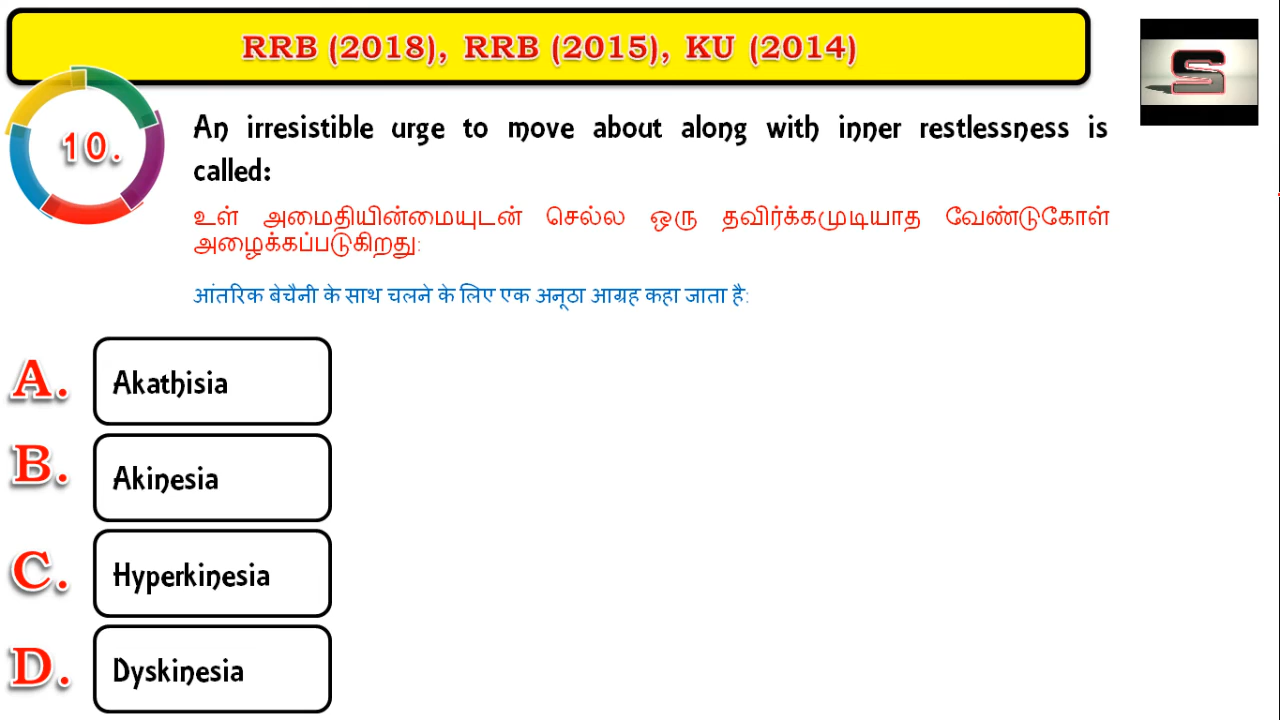 RRB (2018), RRB (2015), KU (2014)
S
10.
An irresistible urge to move about along with inner restlessness is
called:
உள் அமைதியின்மையுடன் செல்ல ஒரு தவிர்க்கமுடியாத வேண்டுகோள்
அழைக்கப்படுகிறது:
आंतरिक बेचैनी के साथ चलने के लिए एक अनूठा आग्रह कहा जाता है:
A. Akathisia
B. Akinesia
C. Hyperkinesia
D. Dyskinesia